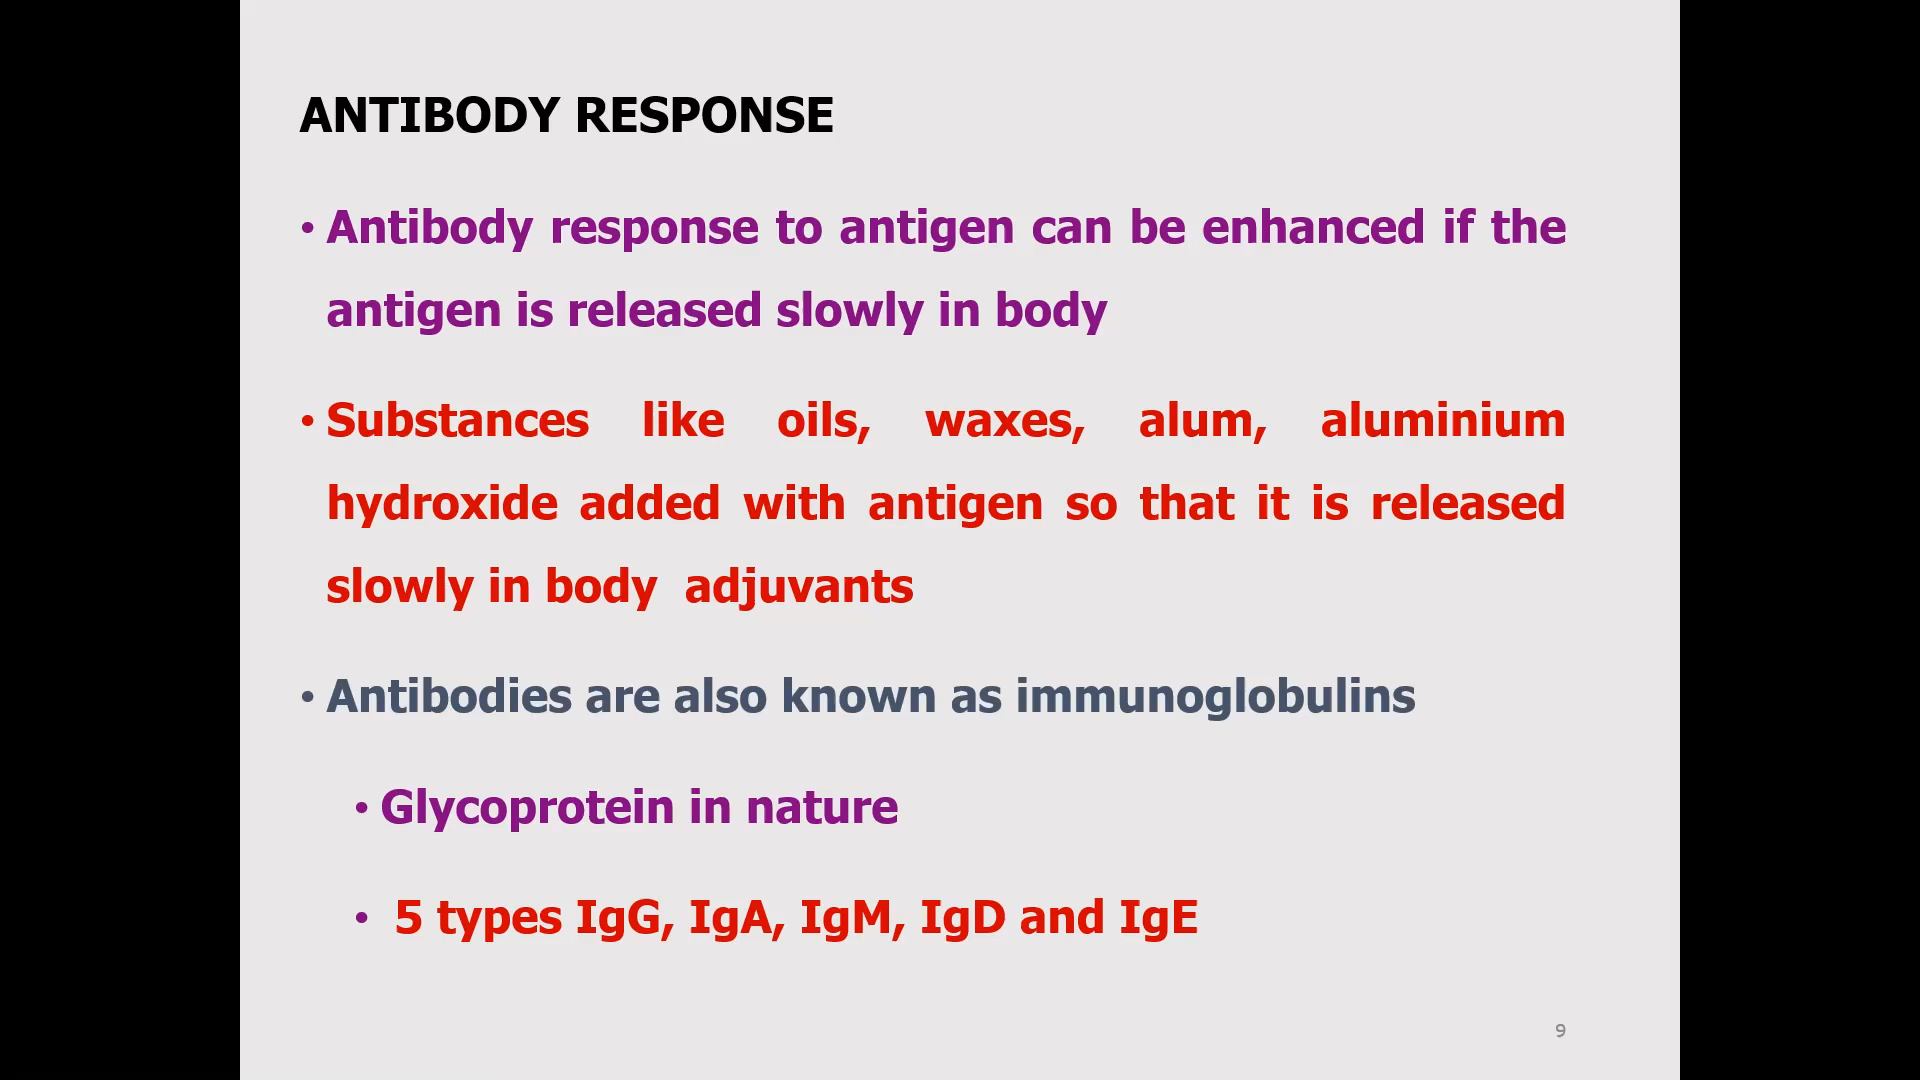 ANTIBODY RESPONSE
• Antibody response to antigen can be enhanced if the
antigen is released slowly in body
• Substances like oils, waxes, alum, aluminium
hydroxide added with antigen so that it is released
slowly in body adjuvants
• Antibodies are also known as immunoglobulins
• Glycoprotein in nature
• 5 types IgG, IgA, IgM, IgD and IgE
9